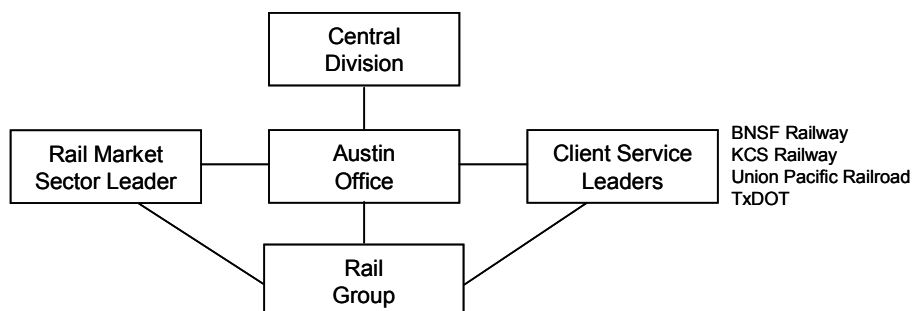 Central
Division
Rail Market
Sector Leader
Austin
Office
Client Service
Leaders
BNSF Railway
KCS Railway
Union Pacific Railroad
TxDOT
Rail
Group